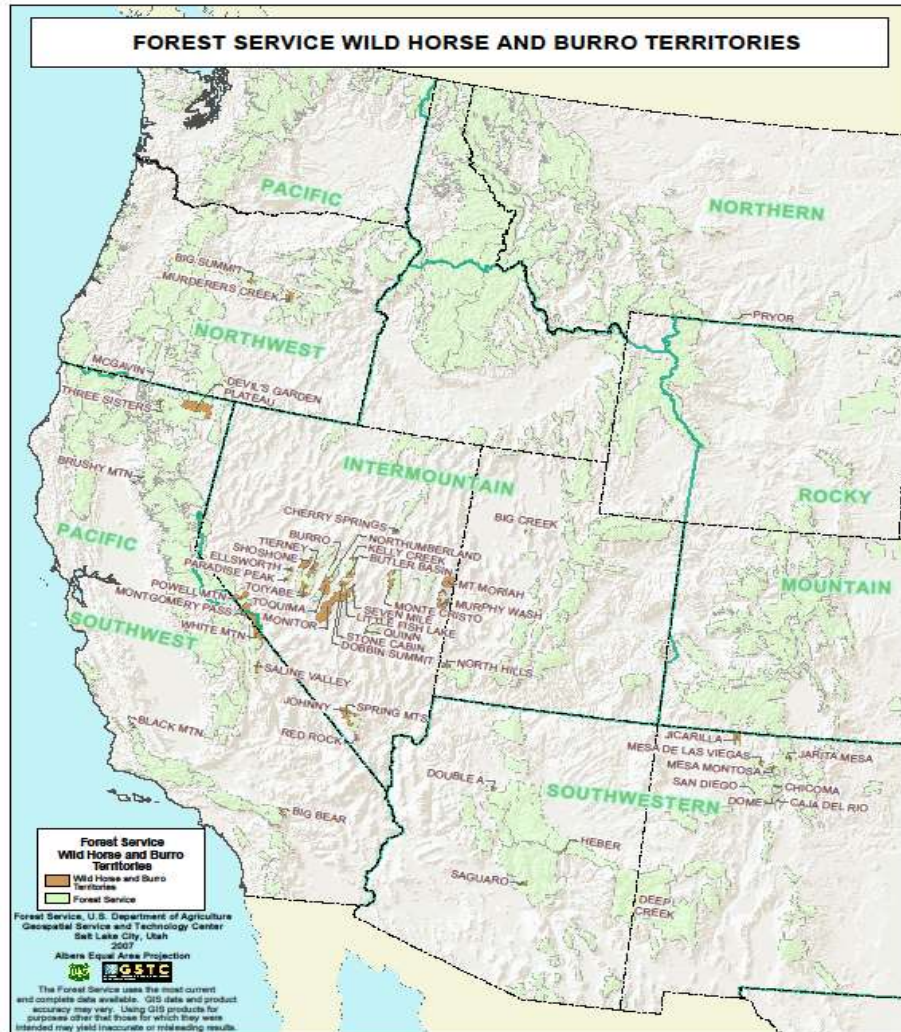 FOREST SERVICE WILD HORSE AND BURRO TERRITORIES
PACIFIC
NORTHERN
BIG SUMMIT
MURDERERS CREEK
PRYOR
NORTHWEST
MCGAVIN
DEVIL'S GARDEN
PLATEAU
THREE SISTERS
INTERMOUNTAIN
BRUSHY MTN
ROCKY
CHERRY SPRINGS
BIG CREEK
PACIFIC
BURRO
NORTHUMBERLAND
TIERNEY
KELLY CREEK
SHOSHONE
BUTLER BASIN
ELLSWORTH
PARADISE PEAK
MT MORIAH
MOUNTAIN
TOIYABE
POWELL MTN
TOQUIMA
MONTE CRISTO
MURPHY WASH
MONTGOMERY PASS
MONITOR
SEVEN MILE
LITTLE FISH LAKE
SOUTHWEST
WHITE MTN
QUINN
STONE CABIN
DOBBIN SUMMIT
NORTH HILLS
SALINE VALLEY
JOHNNY
SPRING MTS
BLACK MTN
RED ROCK
JICARILLA
MESA DE LAS VIEGAS
JARITA MESA
MESA MONTOSA
DOUBLE A
SAN DIEGO
CHICOMA
SOUTHWESTERN
DOME
CAJA DEL RIO
BIG BEAR
HEBER
SAGUARO
DEEP
CREEK
Forest Service
Wild Horse and Burro
Territories
Wild Horse and Burro
Territories
Forest Service
Forest Service, U.S. Department of Agriculture
Geospatial Service and Technology Center
Salt Lake City, Utah
2007
Albers Equal Area Projection
GSTC
The Forest Service uses the most current
and complete data available. GIS data and product
accuracy may vary. Using GIS products for
purposes other that those for which they were
intended may yield inaccurate or misleading results.